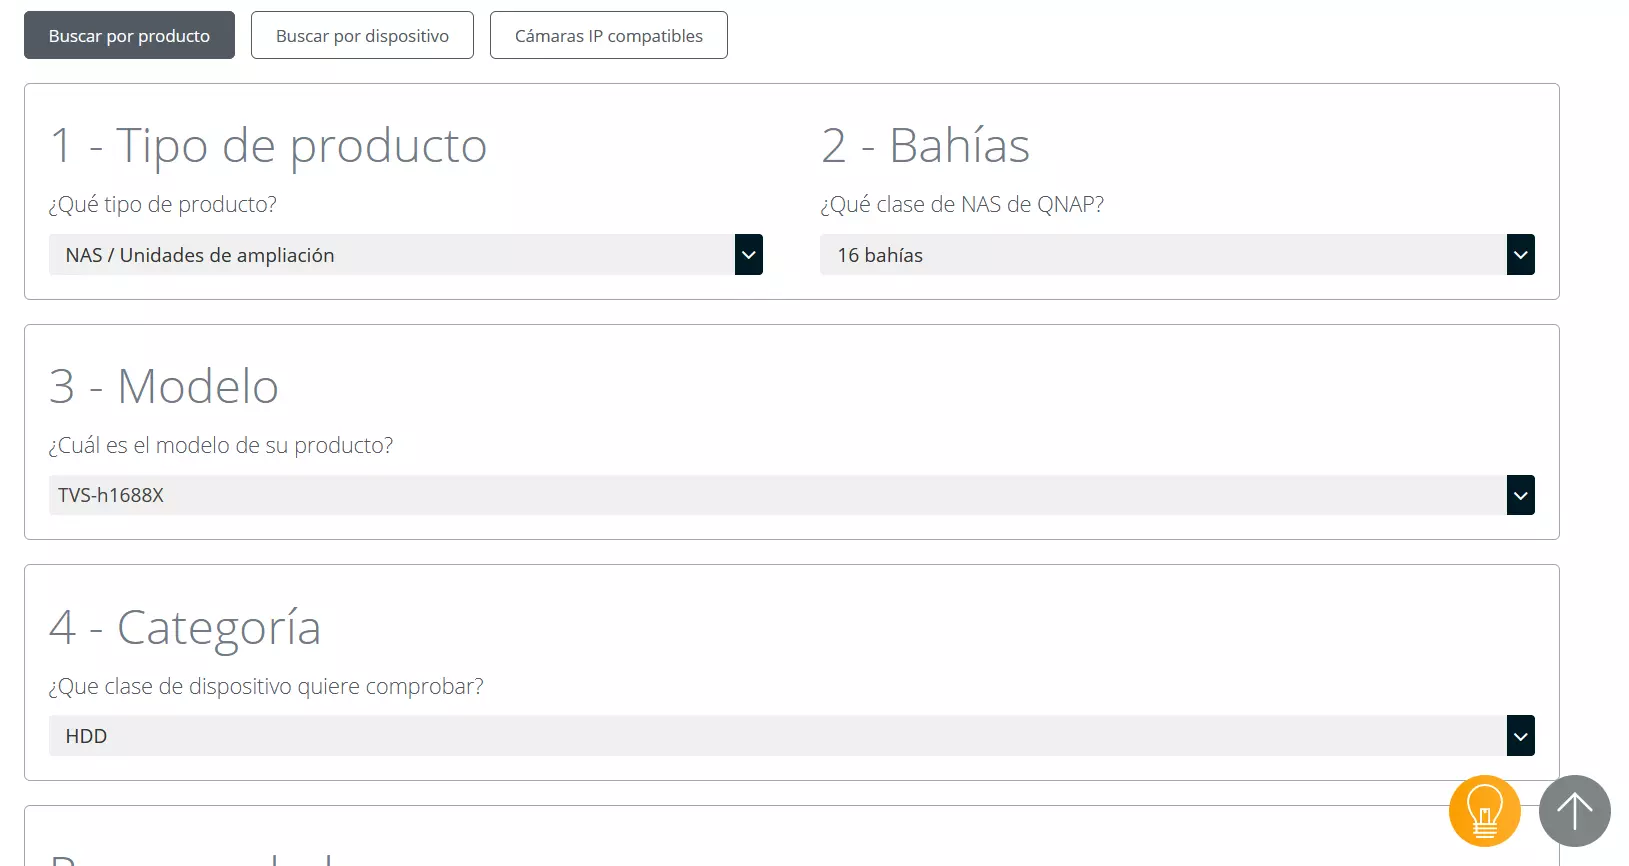 Buscar por producto
Buscar por dispositivo
Cámaras IP compatibles
1 - Tipo de producto
¿Qué tipo de producto?
NAS / Unidades de ampliación
2 - Bahías
¿Qué clase de NAS de QNAP?
16 bahías
3 - Modelo
¿Cuál es el modelo de su producto?
TVS-h1688X
4 - Categoría
¿Que clase de dispositivo quiere comprobar?
HDD